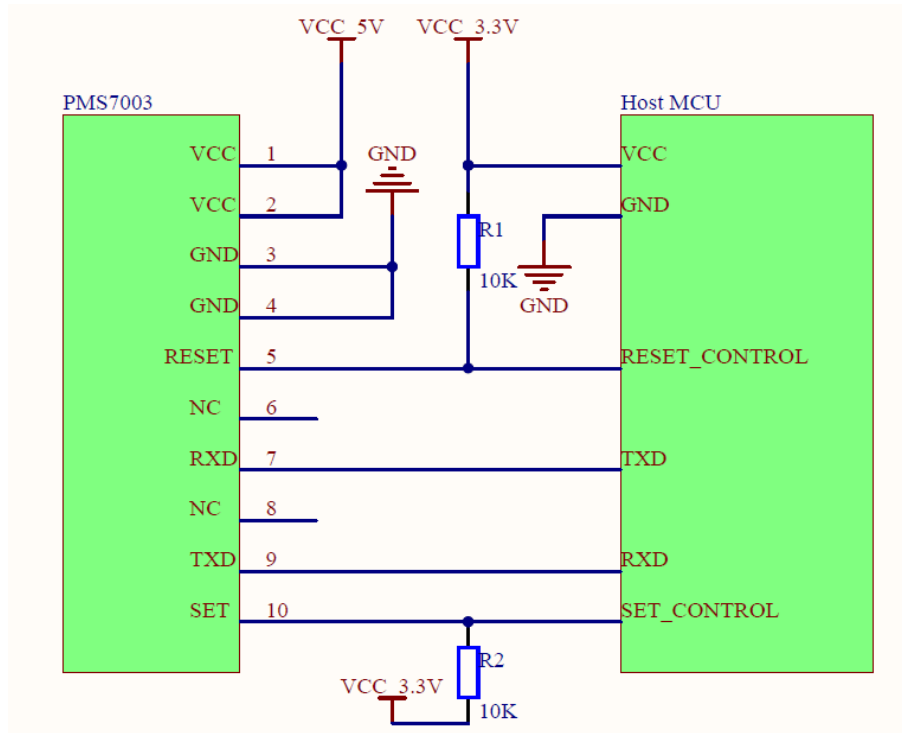 VCC_5V VCC_3.3V
PMS7003 Host MCU
VCC 1 GND VCC
VCC 2 GND
GND 3 R1
GND 4 10K GND
RESET 5 RESET_CONTROL
NC 6
RXD 7 TXD
NC 8
TXD 9 RXD
SET 10 SET_CONTROL
R2
VCC_3.3V
10K